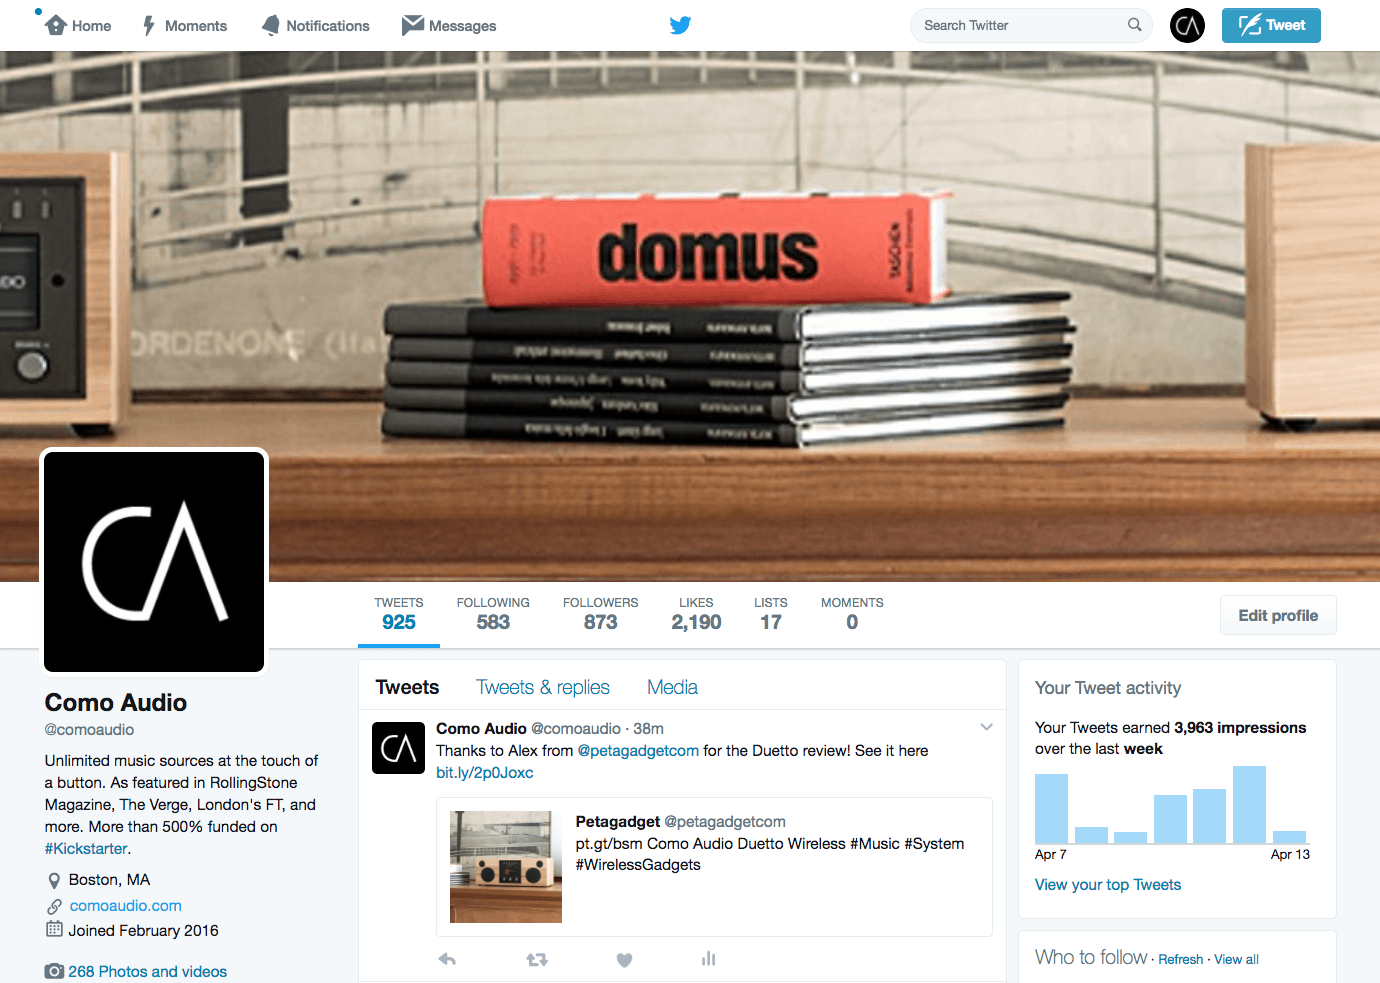 Home
Moments
Notifications
Messages
Search Twitter
CA
Tweet
domus
TASCHEN
ORDENONE (ita
CA
TWEETS
925
FOLLOWING
583
FOLLOWERS
873
LIKES
2,190
LISTS
17
MOMENTS
0
Edit profile
Como Audio
@comoaudio
Unlimited music sources at the touch of
a button. As featured in RollingStone
Magazine, The Verge, London's FT, and
more. More than 500% funded on
#Kickstarter.
Boston, MA
comoaudio.com
Joined February 2016
268 Photos and videos
Tweets
Tweets & replies
Media
CA
Como Audio @comoaudio · 38m
Thanks to Alex from @petagadgetcom for the Duetto review! See it here
bit.ly/2p0Joxc
Petagadget @petagadgetcom
pt.gt/bsm Como Audio Duetto Wireless #Music #System
#WirelessGadgets
Your Tweet activity
Your Tweets earned 3,963 impressions
over the last week
Apr 7
Apr 13
View your top Tweets
Who to follow · Refresh · View all